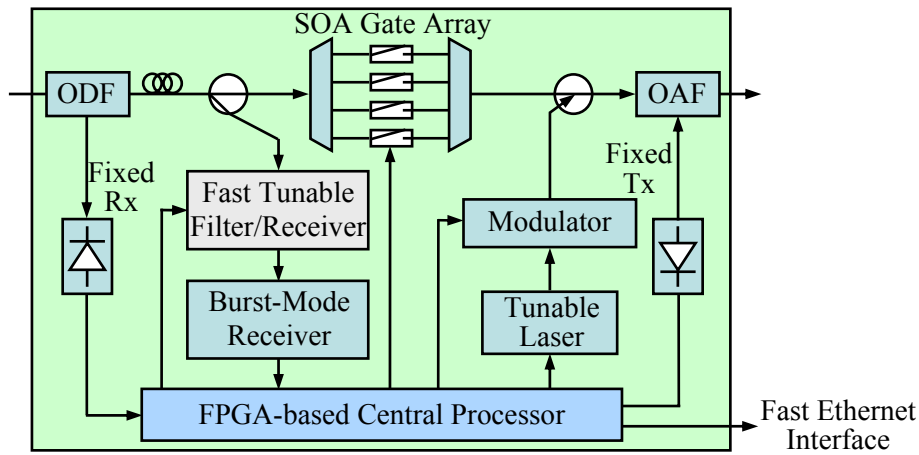 SOA Gate Array
ODF
OAF
Fixed
Rx
Fixed
Tx
Fast Tunable
Filter/Receiver
Modulator
Burst-Mode
Receiver
Tunable
Laser
FPGA-based Central Processor
Fast Ethernet
Interface